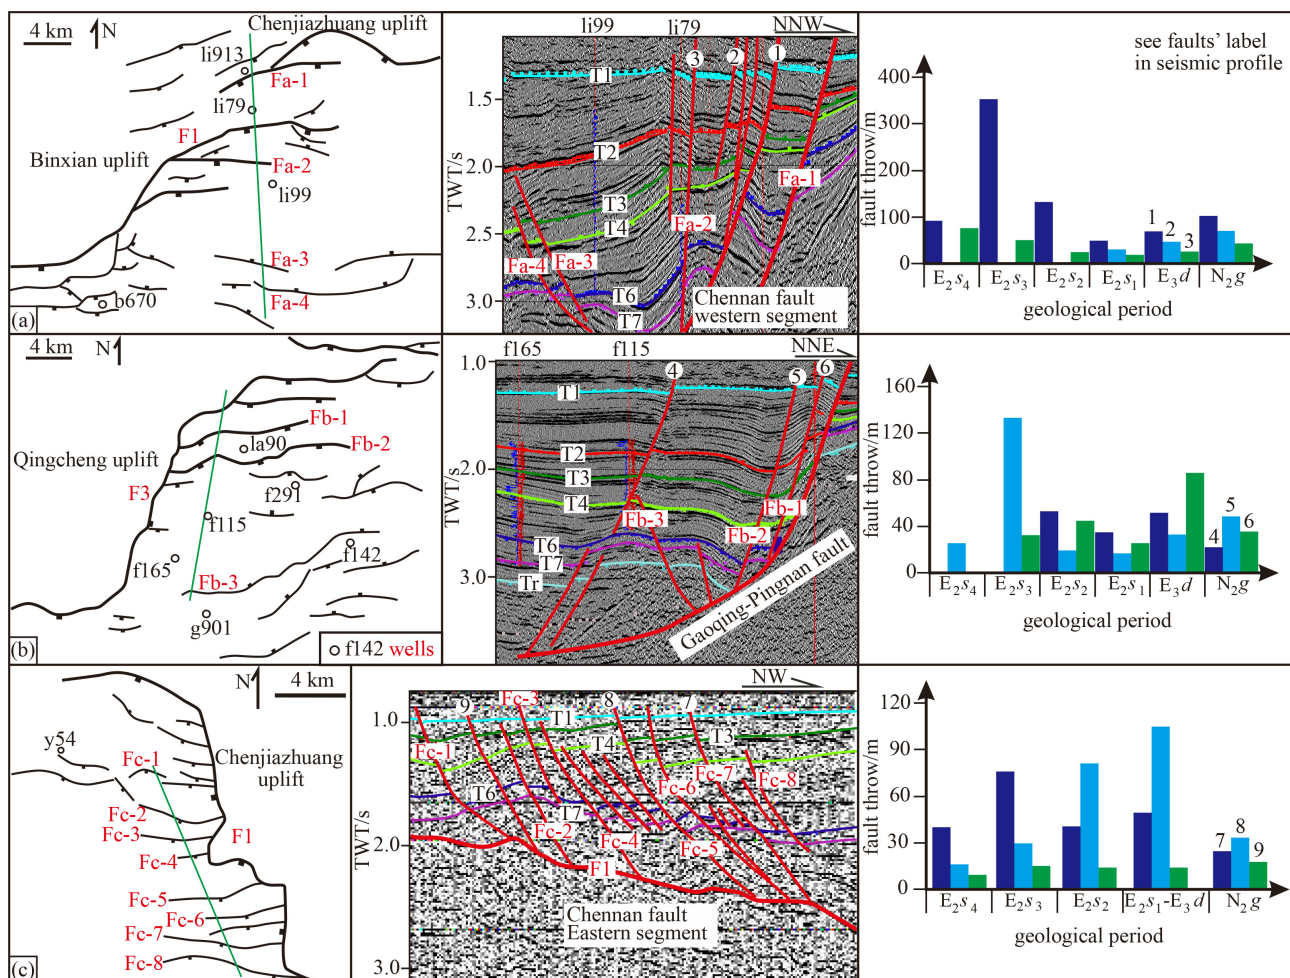 4 km
N
Chenjiazhuang uplift
li913
Fa-1
li79
F1
Binxian uplift
Fa-2
li99
Fa-3
Fa-4
b670
(a)
li99
li79
NNW
3
2
1
T1
1.5
T2
2.0
TWT/s
Fa-1
T3
T4
Fa-2
2.5
Fa-3
Fa-4
T6
3.0
T7
Chennan fault
western segment
see faults' label
in seismic profile
400
300
200
100
0
fault throw/m
1
2
3
E2s4
E2s3
E2s2
E2s1
E3d
N2g
geological period
4 km
N
Fb-1
la90
Fb-2
Qingcheng uplift
f291
F3
f115
f142
f165
Fb-3
g901
(b)
f142 wells
f165
f115
NNE
1.0
4
5
6
T1
T2
2.0
T3
TWT/s
T4
Fb-1
Fb-3
Fb-2
T6
T7
3.0
Tr
Gaoqing-Pingnan fault
160
120
80
40
0
fault throw/m
4
5
6
E2s4
E2s3
E2s2
E2s1
E3d
N2g
geological period
N
4 km
y54
Fc-1
Chenjiazhuang
uplift
Fc-2
Fc-3
F1
Fc-4
Fc-5
Fc-6
Fc-7
Fc-8
(c)
NW
9
Fc-3
8
7
1.0
T1
Fc-1
T4
T3
Fc-7
Fc-8
Fc-6
T6
T7
TWT/s
2.0
Fc-2
Fc-4
Fc-5
F1
Chennan fault
Eastern segment
3.0
120
90
60
30
0
fault throw/m
7
8
9
E2s4
E2s3
E2s2
E2s1-E3d
N2g
geological period